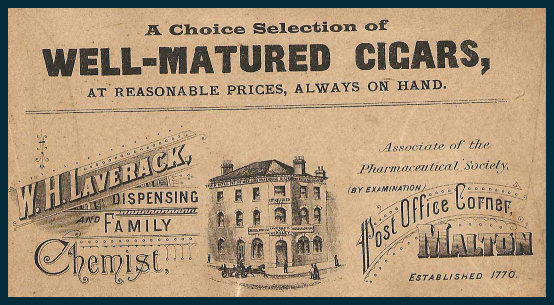 A Choice Selection of
WELL-MATURED CIGARS,
AT REASONABLE PRICES, ALWAYS ON HAND.
W. H. LAVERACK,
DISPENSING
AND FAMILY
Chemist,
Associate of the
Pharmaceutical Society,
(BY EXAMINATION)
Post Office Corner,
MALTON
ESTABLISHED 1770.